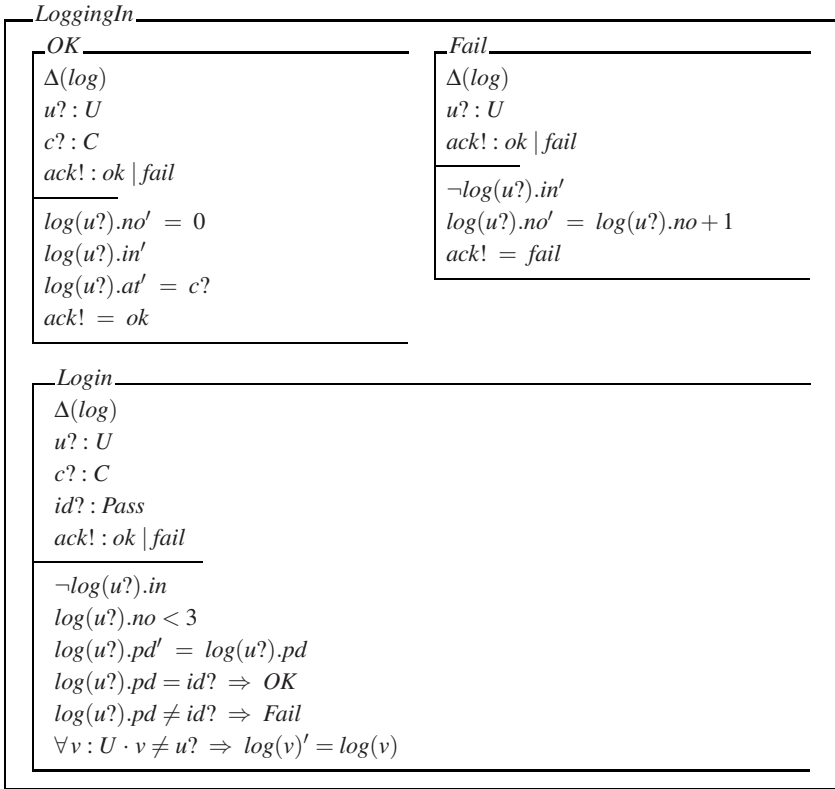 LoggingIn
OK
Δ(log)
u? : U
c? : C
ack! : ok | fail
log(u?).no′ = 0
log(u?).in′
log(u?).at′ = c?
ack! = ok
Fail
Δ(log)
u? : U
ack! : ok | fail
¬log(u?).in′
log(u?).no′ = log(u?).no + 1
ack! = fail
Login
Δ(log)
u? : U
c? : C
id? : Pass
ack! : ok | fail
¬log(u?).in
log(u?).no < 3
log(u?).pd′ = log(u?).pd
log(u?).pd = id? ⇒ OK
log(u?).pd ≠ id? ⇒ Fail
∀v : U · v ≠ u? ⇒ log(v)′ = log(v)